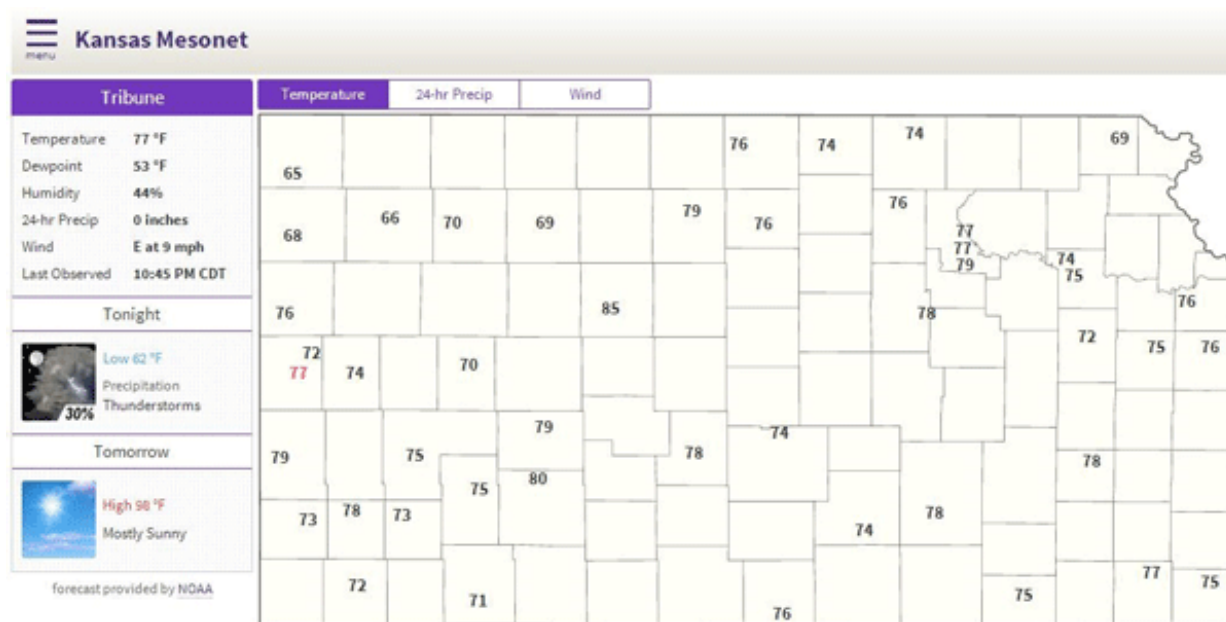 menu
Kansas Mesonet
Tribune
Temperature 77 °F
Dewpoint 53 °F
Humidity 44%
24-hr Precip 0 inches
Wind E at 9 mph
Last Observed 10:45 PM CDT
Tonight
Low 62 °F
Precipitation
Thunderstorms
30%
Tomorrow
High 98 °F
Mostly Sunny
forecast provided by NOAA
Temperature 24-hr Precip Wind
76 74 74 69
65
68 66 70 69 79 76 76
77
77
79
74
75
76 85 78 76
72
77 74 70 72 75 76
79 75 79 78 74 78
75 80
73 78 73 74 78
72 71 76 75 77 75